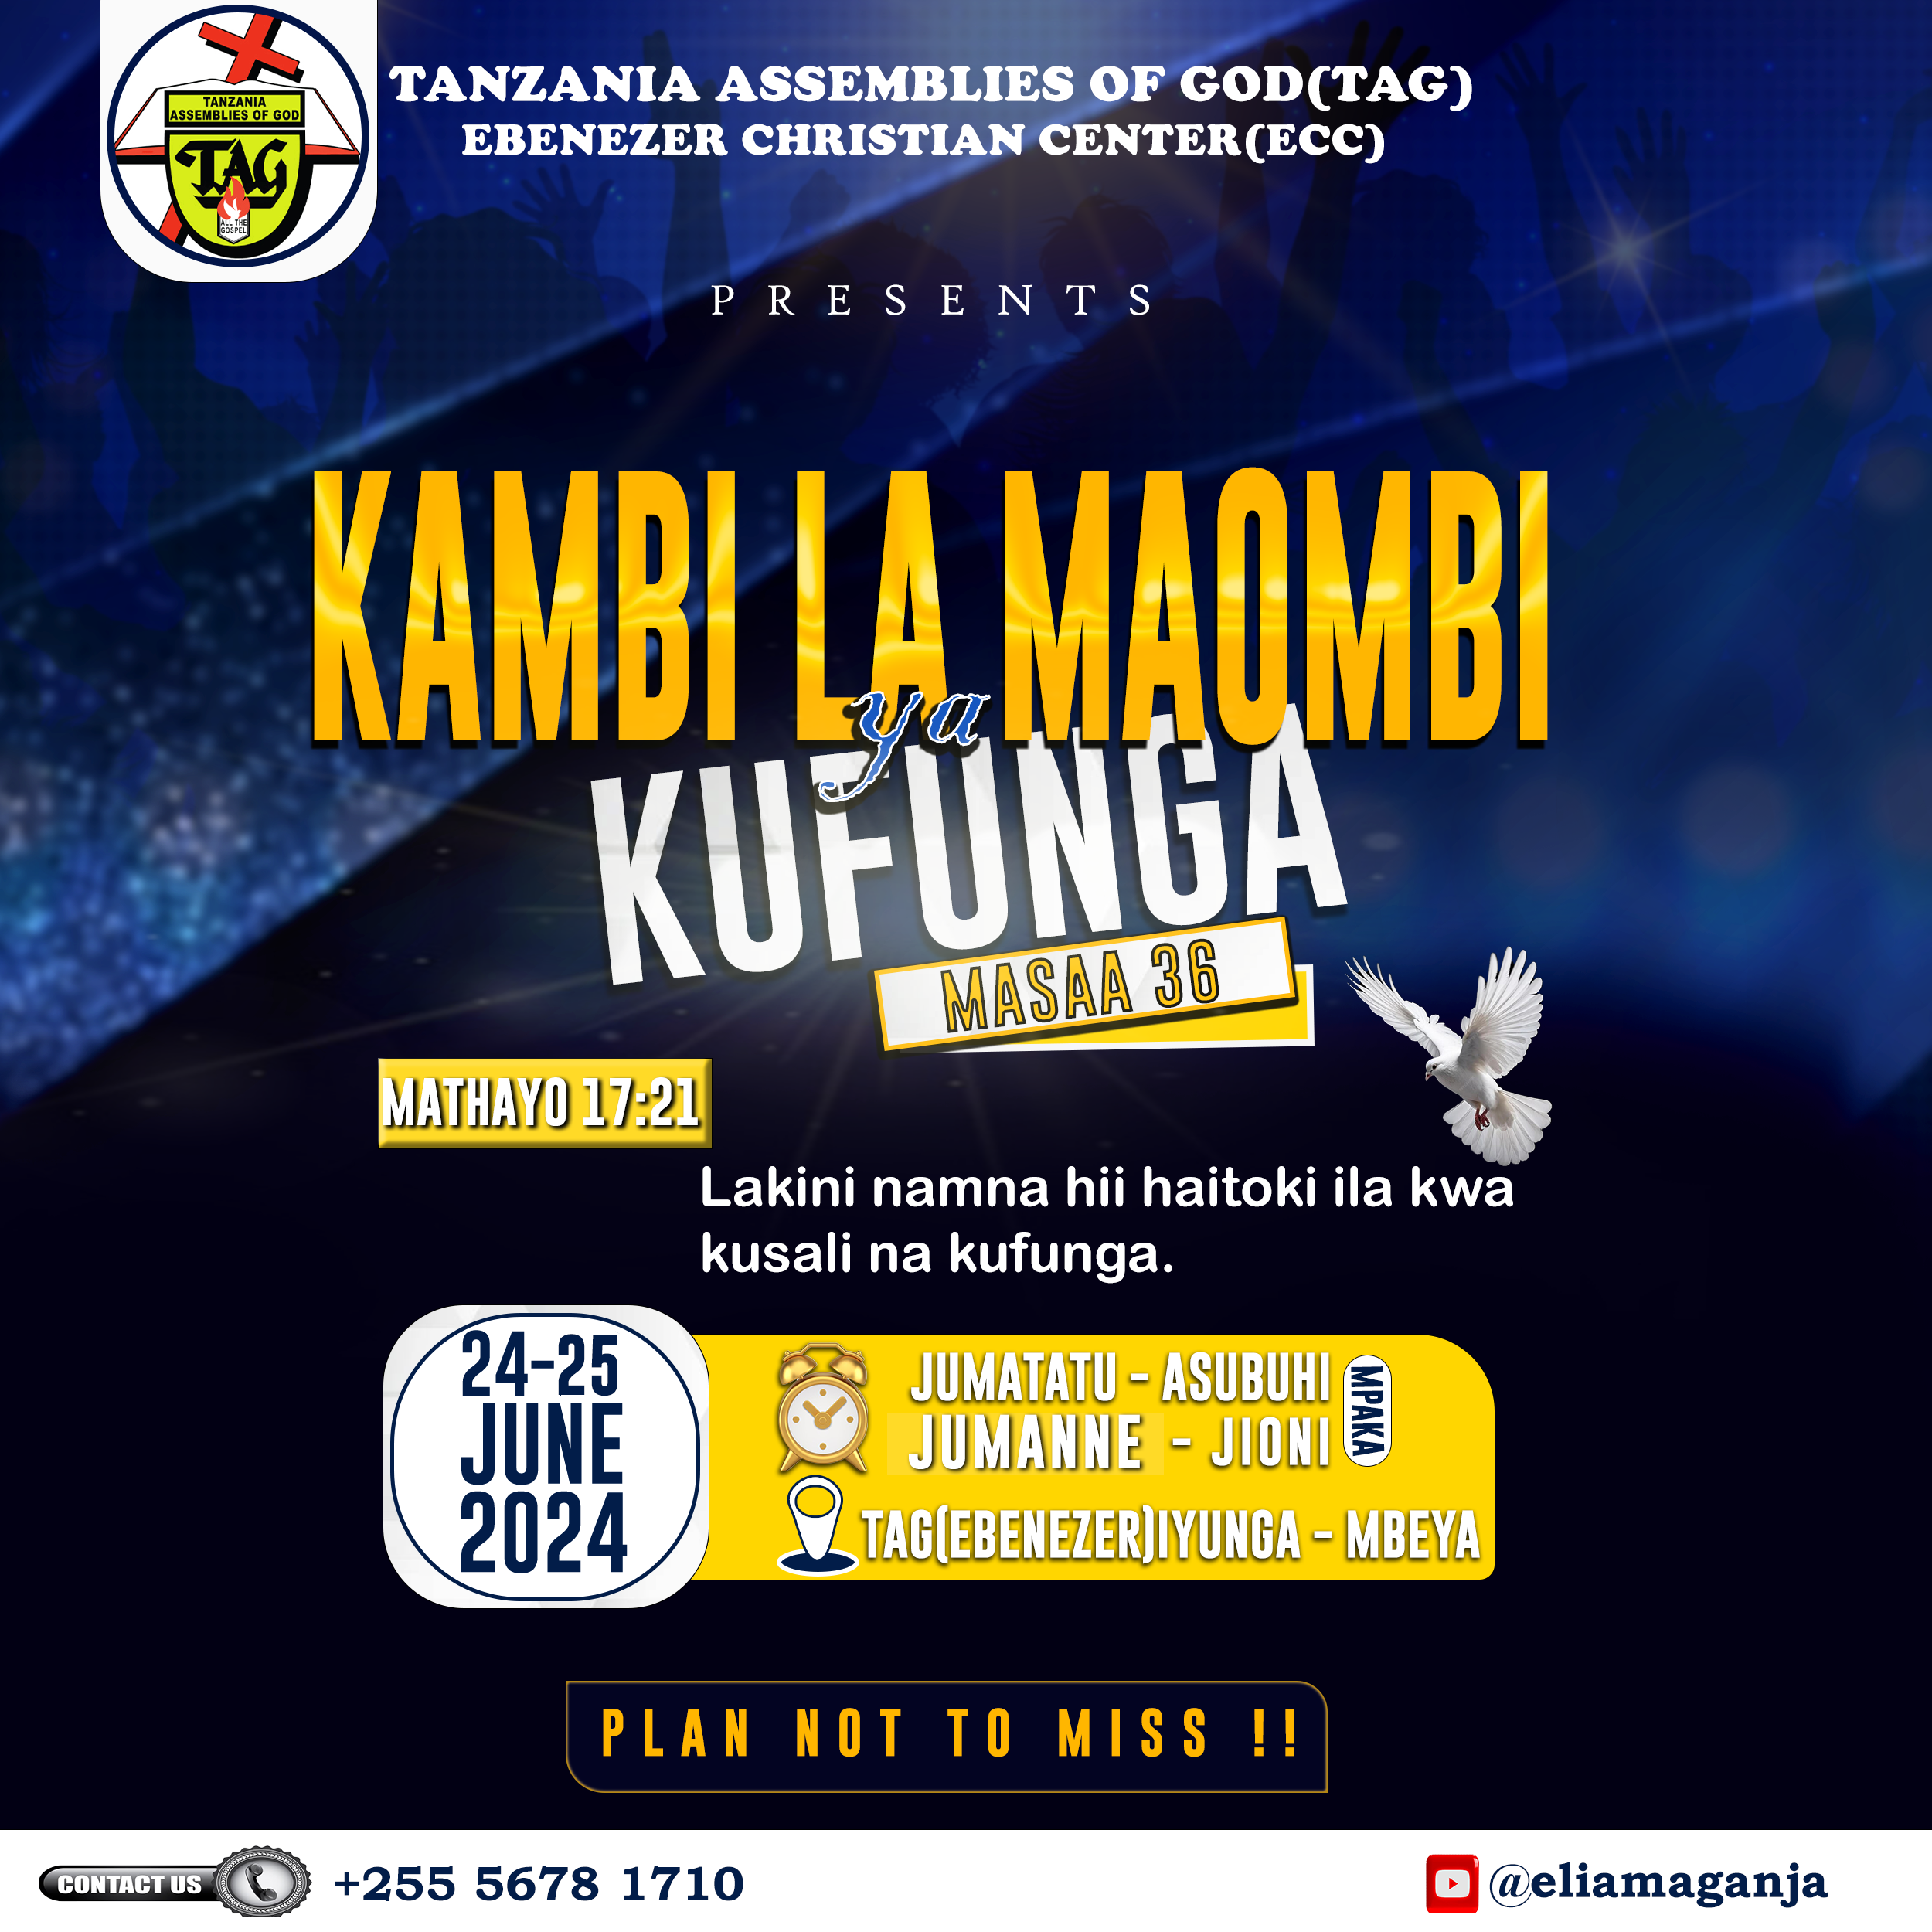 TANZANIA
ASSEMBLIES OF GOD
TAG
ALL THE
GOSPEL
TANZANIA ASSEMBLIES OF GOD(TAG)
EBENEZER CHRISTIAN CENTER(ECC)
PRESENTS
KAMBI LA MAOMBI
ya
KUFUNGA
MASAA 36
MATHAYO 17:21
Lakini namna hii haitoki ila kwa
kusali na kufunga.
24-25
JUNE
2024
JUMATATU - ASUBUHI
MPAKA
JUMANNE - JIONI
TAG(EBENEZER)IYUNGA - MBEYA
PLAN NOT TO MISS !!
CONTACT US
+255 5678 1710
@eliamaganja